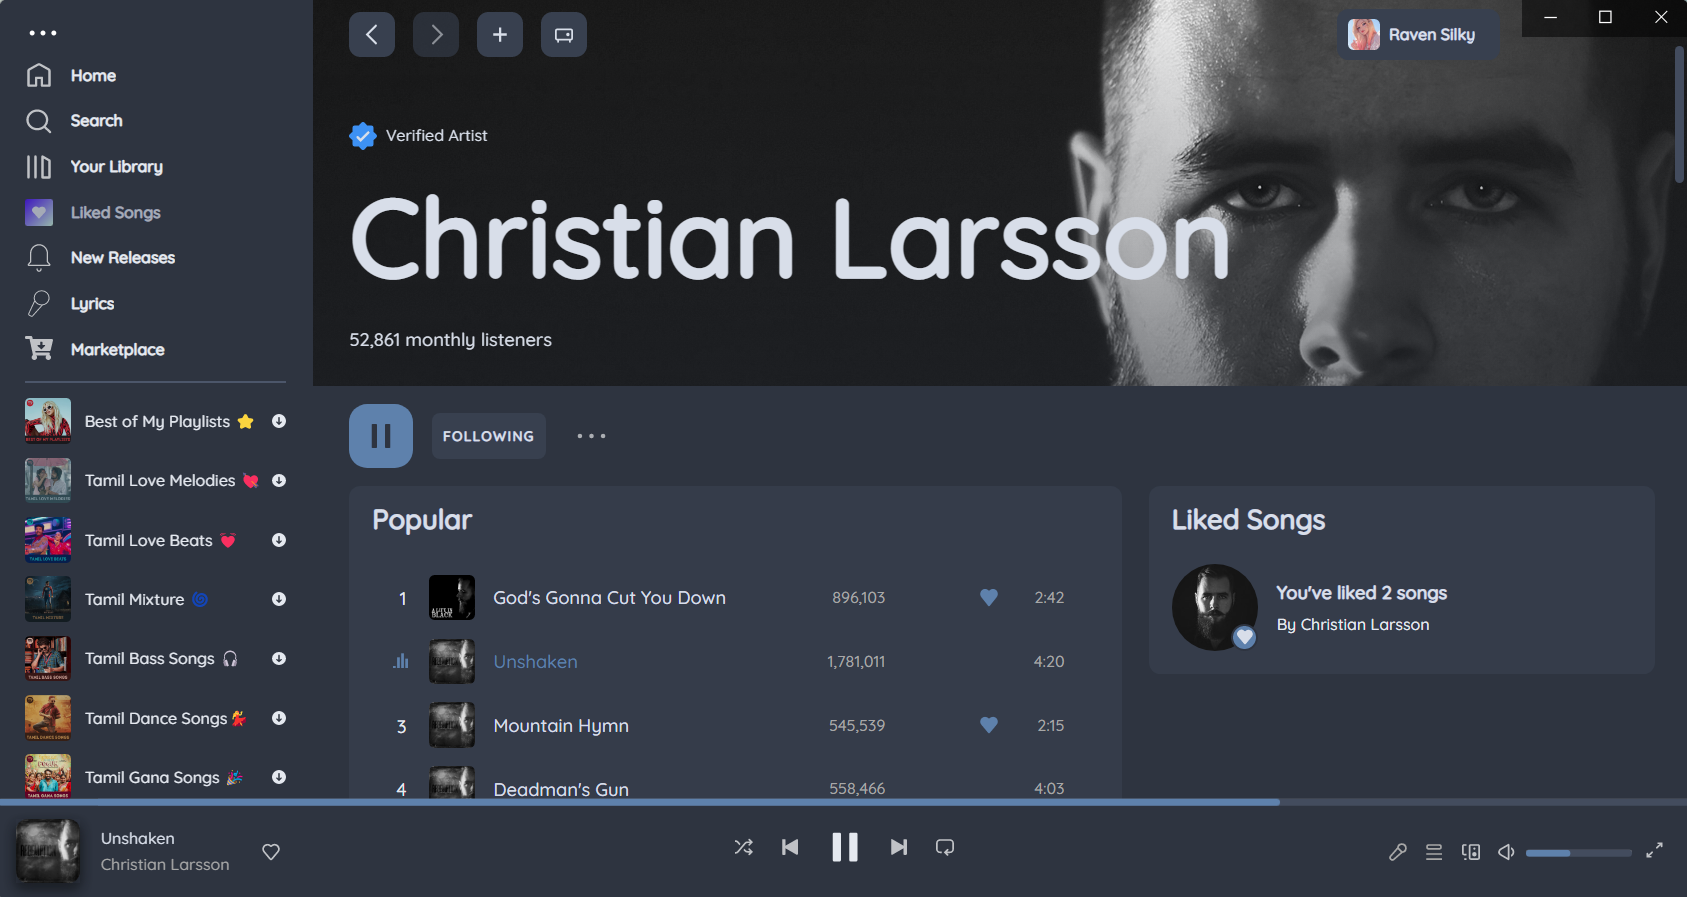 Home
Search
Your Library
Liked Songs
New Releases
Lyrics
Marketplace
Best of My Playlists ⭐
Tamil Love Melodies 💘
Tamil Love Beats 💓
Tamil Mixture 🌀
Tamil Bass Songs 🎧
Tamil Dance Songs 💃
Tamil Gana Songs 🎉
Raven Silky
Verified Artist
Christian Larsson
52,861 monthly listeners
FOLLOWING
Popular
1 God's Gonna Cut You Down 896,103 2:42
Unshaken 1,781,011 4:20
3 Mountain Hymn 545,539 2:15
4 Deadman's Gun 558,466 4:03
Liked Songs
You've liked 2 songs
By Christian Larsson
Unshaken
Christian Larsson